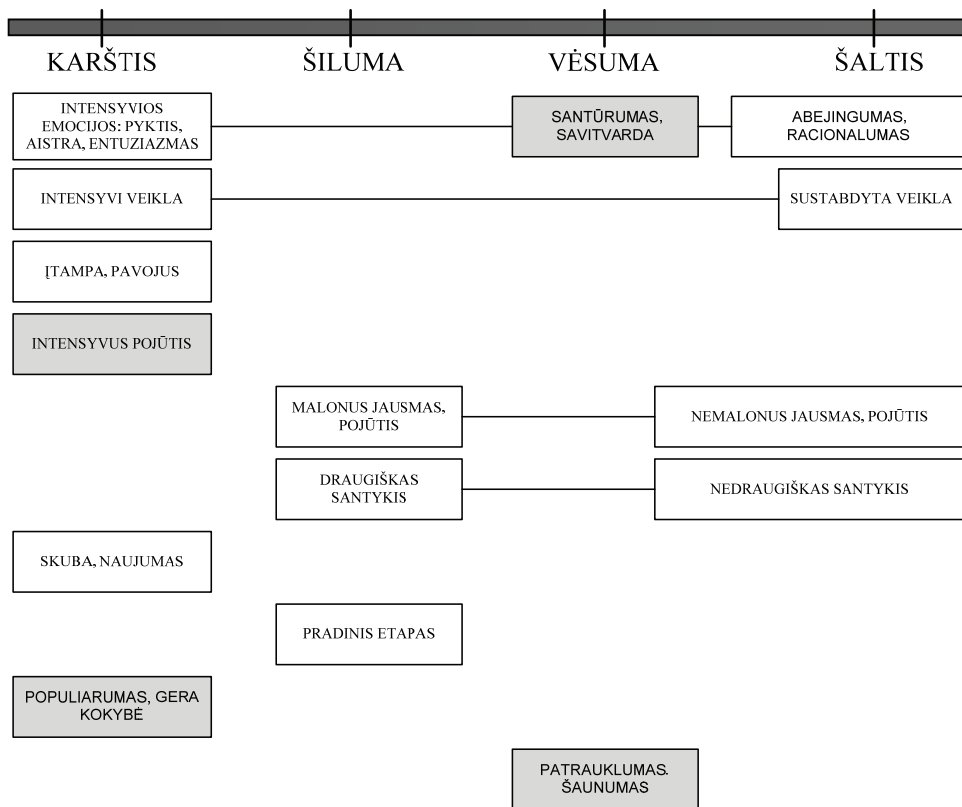 KARŠTIS ŠILUMA VĖSUMA ŠALTIS
INTENSYVIOS
EMOCIJOS: PYKTIS,
AISTRA, ENTUZIAZMAS
SANTŪRUMAS,
SAVITVARDA
ABEJINGUMAS,
RACIONALUMAS
INTENSYVI VEIKLA
SUSTABDYTA VEIKLA
ĮTAMPA, PAVOJUS
INTENSYVUS POJŪTIS
MALONUS JAUSMAS,
POJŪTIS
NEMALONUS JAUSMAS, POJŪTIS
DRAUGIŠKAS
SANTYKIS
NEDRAUGIŠKAS SANTYKIS
SKUBA, NAUJUMAS
PRADINIS ETAPAS
POPULIARUMAS, GERA
KOKYBĖ
PATRAUKLUMAS.
ŠAUNUMAS